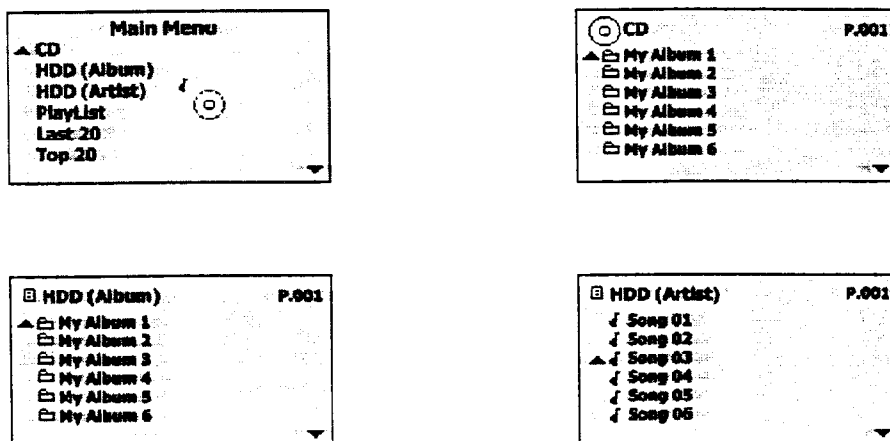 Main Menu
CD
HDD (Album)
HDD (Artist)
PlayList
Last 20
Top 20
CD P.001
My Album 1
My Album 2
My Album 3
My Album 4
My Album 5
My Album 6
HDD (Album) P.001
My Album 1
My Album 2
My Album 3
My Album 4
My Album 5
My Album 6
HDD (Artist) P.001
Song 01
Song 02
Song 03
Song 04
Song 05
Song 06